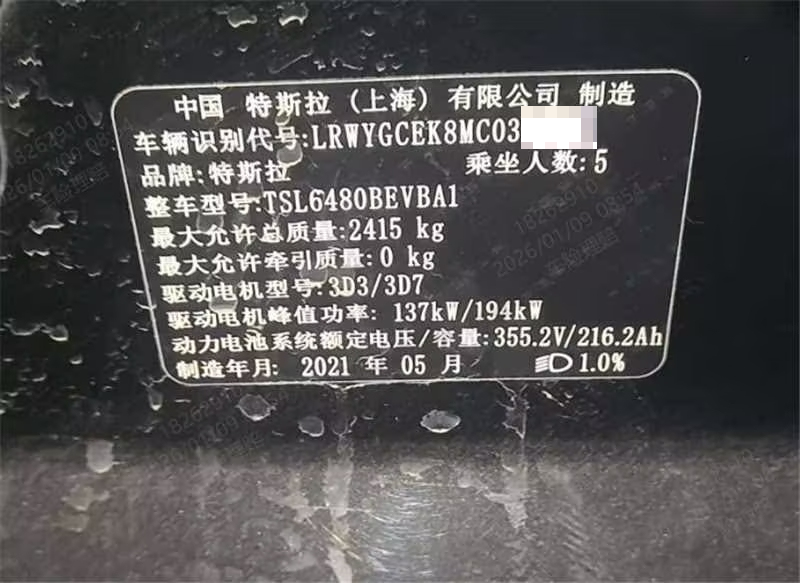 中国 特斯拉（上海）有限公司 制造
车辆识别代号:LRWYGCEK8MC03
品牌:特斯拉 乘坐人数:5
整车型号:TSL6480BEVBA1
最大允许总质量:2415 kg
最大允许牵引质量:0 kg
驱动电机型号:3D3/3D7
驱动电机峰值功率: 137kW/194kW
动力电池系统额定电压/容量:355.2V/216.2Ah
制造年月: 2021 年 05 月 1.0%